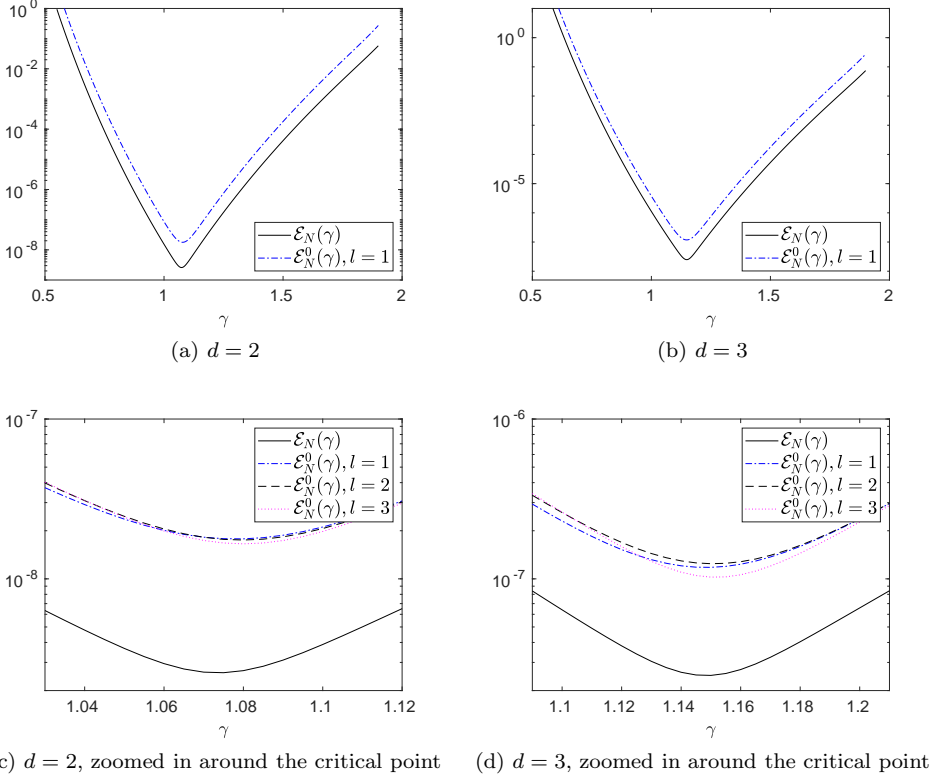 10^0
10^-2
10^-4
10^-6
10^-8
0.5 1 1.5 2
γ
ℰ_N(γ)
ℰ_N^0(γ), l = 1
(a) d = 2
10^0
10^-5
0.5 1 1.5 2
γ
ℰ_N(γ)
ℰ_N^0(γ), l = 1
(b) d = 3
10^-7
10^-8
1.04 1.06 1.08 1.1 1.12
γ
ℰ_N(γ)
ℰ_N^0(γ), l = 1
ℰ_N^0(γ), l = 2
ℰ_N^0(γ), l = 3
c) d = 2, zoomed in around the critical point
10^-6
10^-7
1.1 1.12 1.14 1.16 1.18 1.2
γ
ℰ_N(γ)
ℰ_N^0(γ), l = 1
ℰ_N^0(γ), l = 2
ℰ_N^0(γ), l = 3
(d) d = 3, zoomed in around the critical point